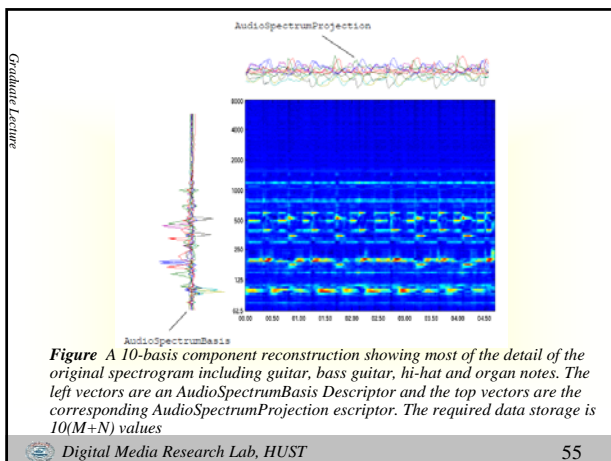 AudioSpectrumProjection
Graduate Lecture
8000
4000
2000
1000
500
250
125
62.5
00.00 00.50 01.00 01.50 02.00 02.50 03.00 03.50 04.00 04.50
AudioSpectrumBasis
Figure A 10-basis component reconstruction showing most of the detail of the
original spectrogram including guitar, bass guitar, hi-hat and organ notes. The
left vectors are an AudioSpectrumBasis Descriptor and the top vectors are the
corresponding AudioSpectrumProjection escriptor. The required data storage is
10(M+N) values
Digital Media Research Lab, HUST 55